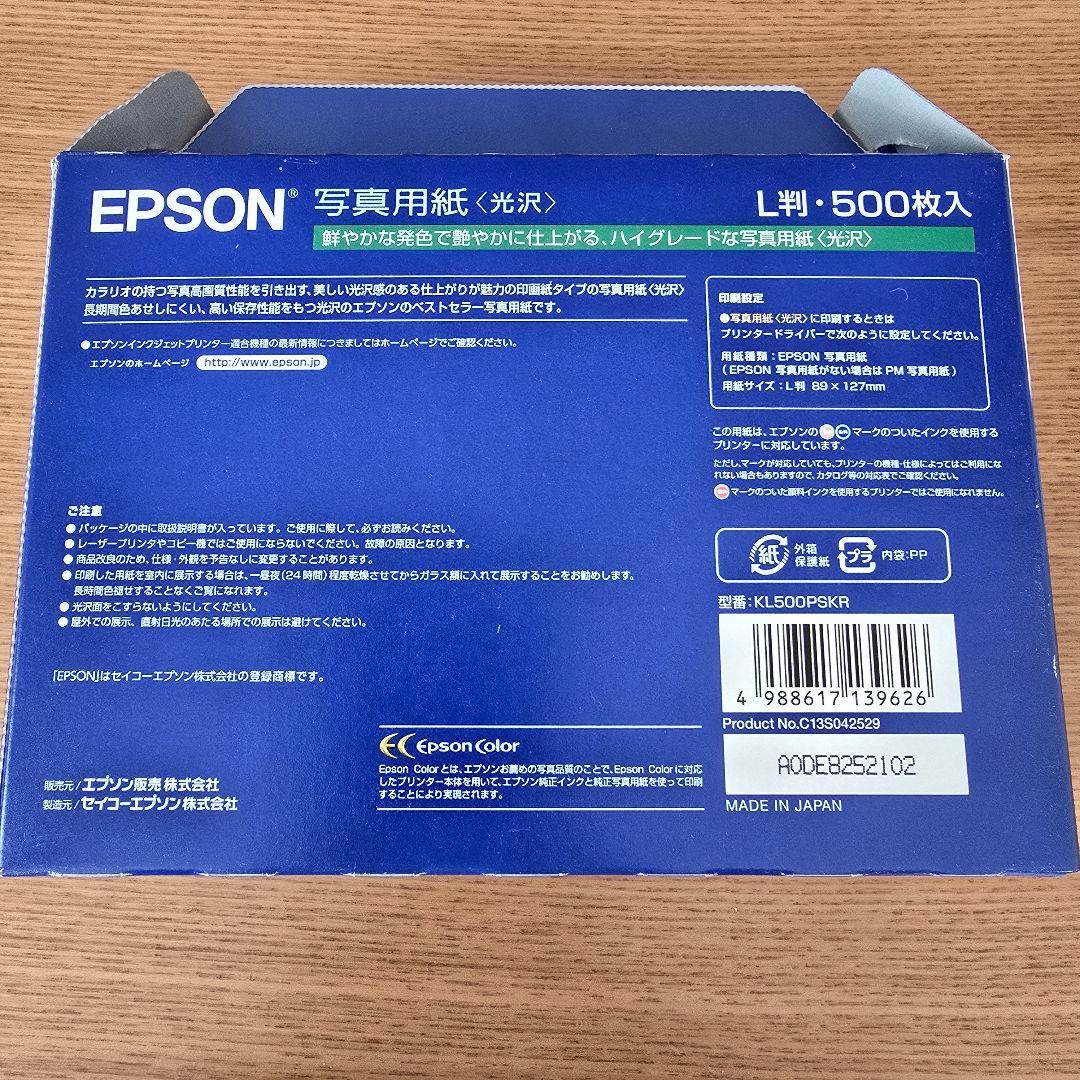 EPSON® 写真用紙〈光沢〉 L判・500枚入
鮮やかな発色で艶やかに仕上がる、ハイグレードな写真用紙〈光沢〉
カラリオの持つ写真高画質性能を引き出す、美しい光沢感のある仕上がりが魅力の印画紙タイプの写真用紙〈光沢〉
長期間色あせしにくい、高い保存性能をもつ光沢のエプソンのベストセラー写真用紙です。
●エプソンインクジェットプリンター適合機種の最新情報につきましてはホームページでご確認ください。
エプソンのホームページ http://www.epson.jp
ご注意
●パッケージの中に取扱説明書が入っています。ご使用に際して、必ずお読みください。
●レーザープリンタやコピー機ではご使用にならないでください。故障の原因となります。
●商品改良のため、仕様・外観を予告なしに変更することがあります。
●印刷した用紙を室内に展示する場合は、一昼夜(24時間)程度乾燥させてからガラス額に入れて展示することをお勧めします。
長時間色褪せすることなくご覧になれます。
●光沢面をこすらないようにしてください。
●屋外での展示、直射日光のあたる場所での展示は避けてください。
「EPSON」はセイコーエプソン株式会社の登録商標です。
販売元/エプソン販売 株式会社
製造元/セイコーエプソン株式会社
EC Epson Color
Epson Colorとは、エプソンお薦めの写真品質のことで、Epson Colorに対応
したプリンター本体を用いて、エプソン純正インクと純正写真用紙を使って印刷
することにより実現されます。
印刷設定
●写真用紙〈光沢〉に印刷するときは
プリンタードライバーで次のように設定してください。
用紙種類：EPSON 写真用紙
(EPSON 写真用紙がない場合は PM 写真用紙)
用紙サイズ：L判 89×127mm
この用紙は、エプソンの マークのついたインクを使用する
プリンターに対応しています。
ただし、マークが対応していても、プリンターの機種・仕様によってはご利用にな
れない場合もありますので、カタログ等の対応表でご確認ください。
マークのついた顔料インクを使用するプリンターではご使用になれません。
紙 外箱
保護紙 プラ 内袋:PP
型番:KL500PSKR
4 988617 139626
Product No.C13S042529
A0DE8252102
MADE IN JAPAN